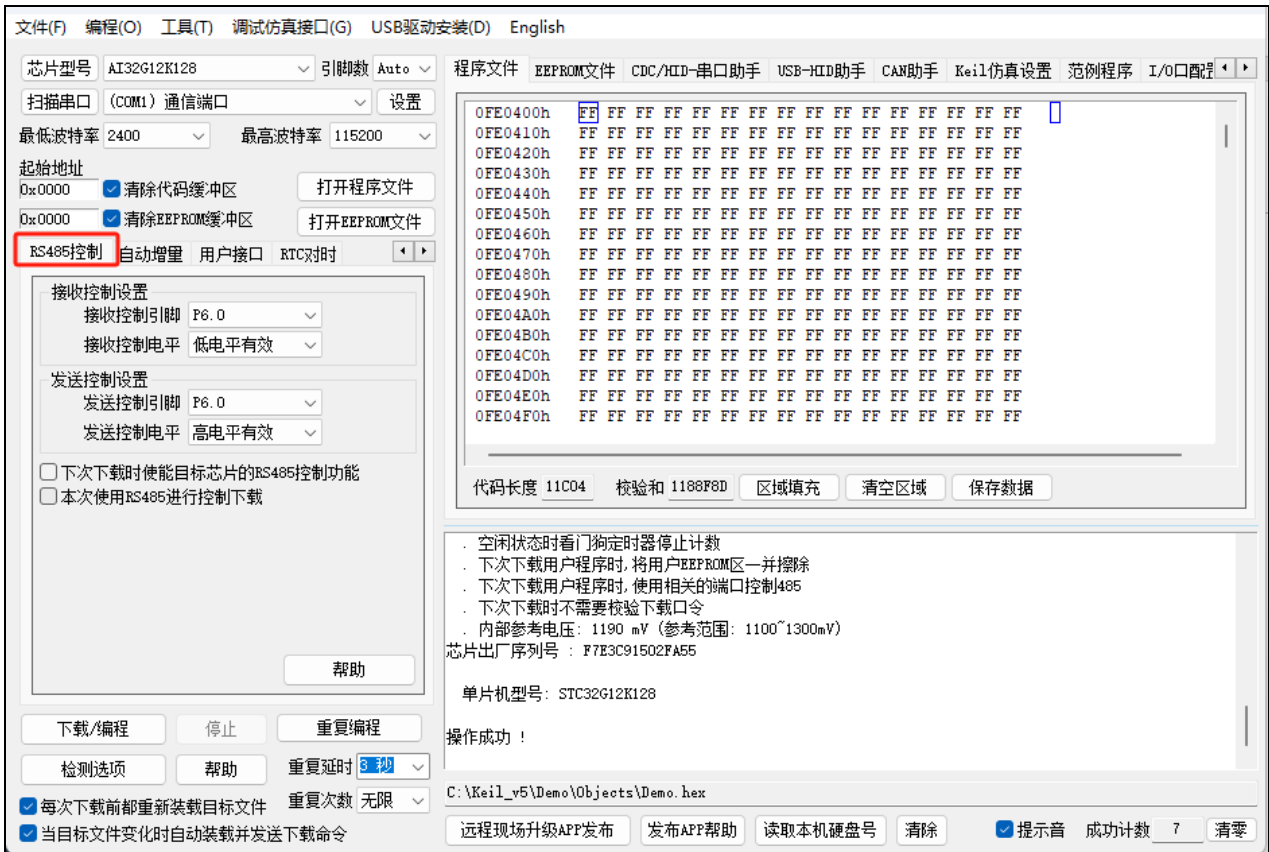 文件(F) 编程(O) 工具(T) 调试仿真接口(G) USB驱动安装(D) English
芯片型号 AI32G12K128 引脚数 Auto
扫描串口 (COM1) 通信端口 设置
最低波特率 2400 最高波特率 115200
起始地址
0x0000 清除代码缓冲区 打开程序文件
0x0000 清除EEPROM缓冲区 打开EEPROM文件
RS485控制 自动增量 用户接口 RTC对时
接收控制设置
接收控制引脚 P6.0
接收控制电平 低电平有效
发送控制设置
发送控制引脚 P6.0
发送控制电平 高电平有效
下次下载时使能目标芯片的RS485控制功能
本次使用RS485进行控制下载
帮助
下载/编程 停止 重复编程
检测选项 帮助 重复延时 3 秒
每次下载前都重新装载目标文件 重复次数 无限
当目标文件变化时自动装载并发送下载命令
程序文件 EEPROM文件 CDC/HID-串口助手 USB-HID助手 CAN助手 Keil仿真设置 范例程序 I/O口配
0FE0400h FF FF FF FF FF FF FF FF FF FF FF FF FF FF FF FF
0FE0410h FF FF FF FF FF FF FF FF FF FF FF FF FF FF FF FF
0FE0420h FF FF FF FF FF FF FF FF FF FF FF FF FF FF FF FF
0FE0430h FF FF FF FF FF FF FF FF FF FF FF FF FF FF FF FF
0FE0440h FF FF FF FF FF FF FF FF FF FF FF FF FF FF FF FF
0FE0450h FF FF FF FF FF FF FF FF FF FF FF FF FF FF FF FF
0FE0460h FF FF FF FF FF FF FF FF FF FF FF FF FF FF FF FF
0FE0470h FF FF FF FF FF FF FF FF FF FF FF FF FF FF FF FF
0FE0480h FF FF FF FF FF FF FF FF FF FF FF FF FF FF FF FF
0FE0490h FF FF FF FF FF FF FF FF FF FF FF FF FF FF FF FF
0FE04A0h FF FF FF FF FF FF FF FF FF FF FF FF FF FF FF FF
0FE04B0h FF FF FF FF FF FF FF FF FF FF FF FF FF FF FF FF
0FE04C0h FF FF FF FF FF FF FF FF FF FF FF FF FF FF FF FF
0FE04D0h FF FF FF FF FF FF FF FF FF FF FF FF FF FF FF FF
0FE04E0h FF FF FF FF FF FF FF FF FF FF FF FF FF FF FF FF
0FE04F0h FF FF FF FF FF FF FF FF FF FF FF FF FF FF FF FF
代码长度 11C04 校验和 1188F8D 区域填充 清空区域 保存数据
. 空闲状态时看门狗定时器停止计数
. 下次下载用户程序时,将用户EEPROM区一并擦除
. 下次下载用户程序时,使用相关的端口控制485
. 下次下载时不需要校验下载口令
. 内部参考电压: 1190 mV (参考范围: 1100~1300mV)
芯片出厂序列号 : F7E3C91502FA55
单片机型号: STC32G12K128
操作成功 !
C:\Keil_v5\Demo\Objects\Demo.hex
远程现场升级APP发布 发布APP帮助 读取本机硬盘号 清除 提示音 成功计数 7 清零